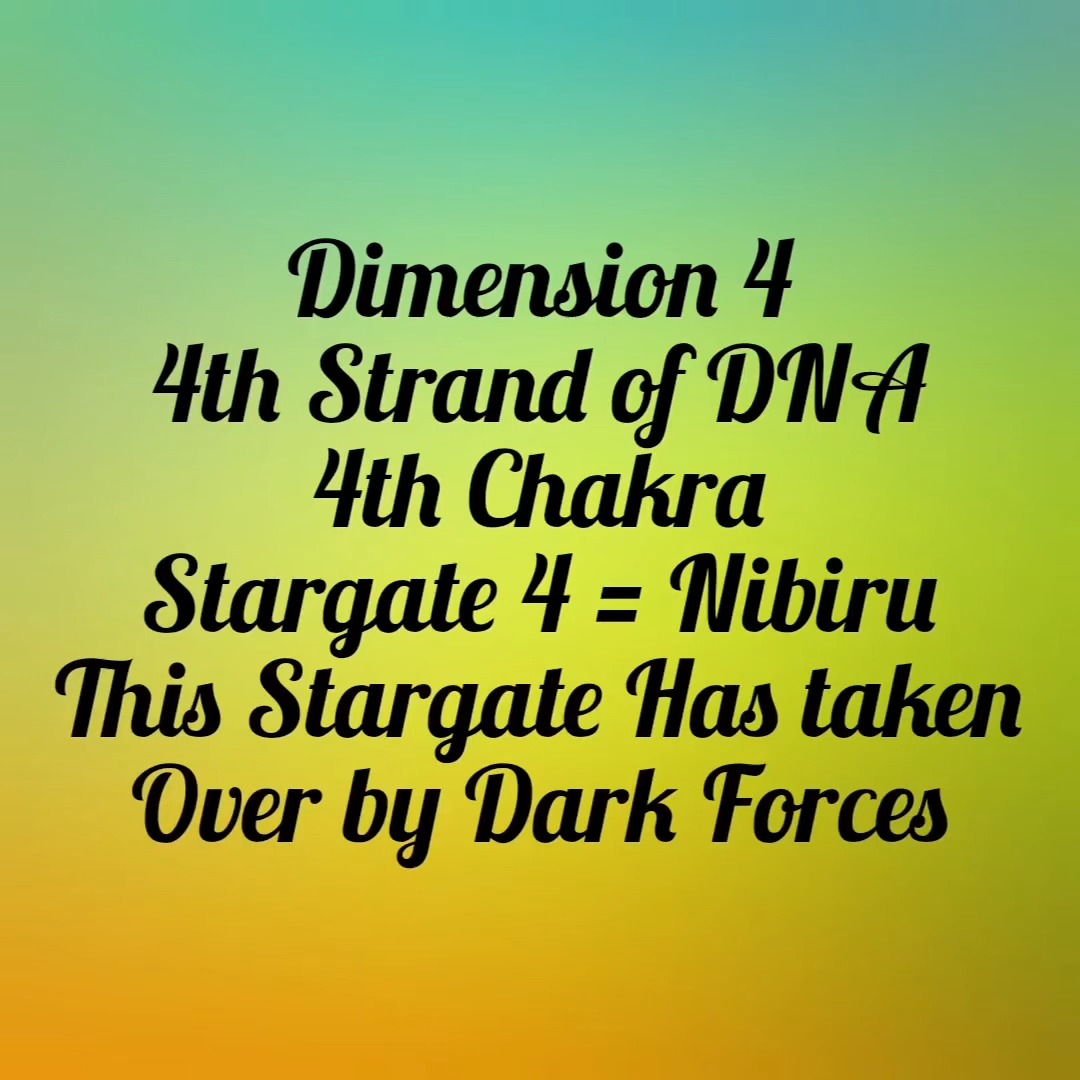 Dimension 4
4th Strand of DNA
4th Chakra
Stargate 4 = Nibiru
This Stargate Has taken
Over by Dark Forces